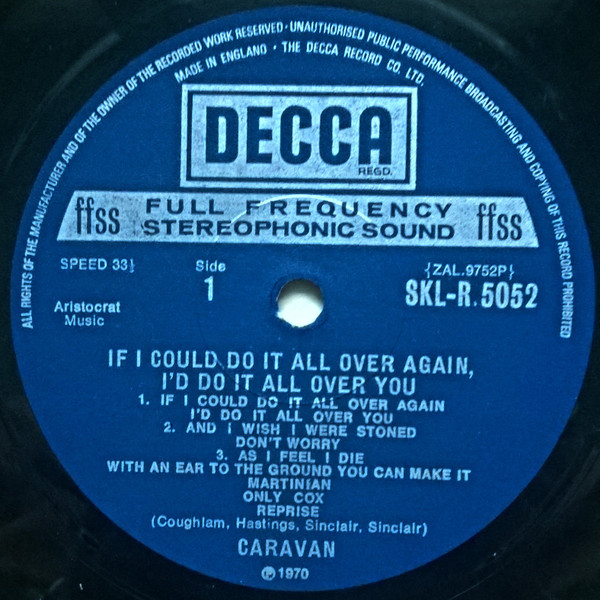 ALL RIGHTS OF THE MANUFACTURER AND OF THE OWNER OF THE RECORDED WORK RESERVED · UNAUTHORISED PUBLIC PERFORMANCE BROADCASTING AND COPYING OF THIS RECORD PROHIBITED
MADE IN ENGLAND · THE DECCA RECORD CO. LTD.
DECCA
REGD.
ffss FULL FREQUENCY ffss
STEREOPHONIC SOUND
SPEED 33⅓ Side {ZAL.9752P}
1 SKL-R.5052
Aristocrat
Music
IF I COULD DO IT ALL OVER AGAIN,
I'D DO IT ALL OVER YOU
1. IF I COULD DO IT ALL OVER AGAIN
I'D DO IT ALL OVER YOU
2. AND I WISH I WERE STONED
DON'T WORRY
3. AS I FEEL I DIE
WITH AN EAR TO THE GROUND YOU CAN MAKE IT
MARTINIAN
ONLY COX
REPRISE
(Coughlam, Hastings, Sinclair, Sinclair)
CARAVAN
℗1970